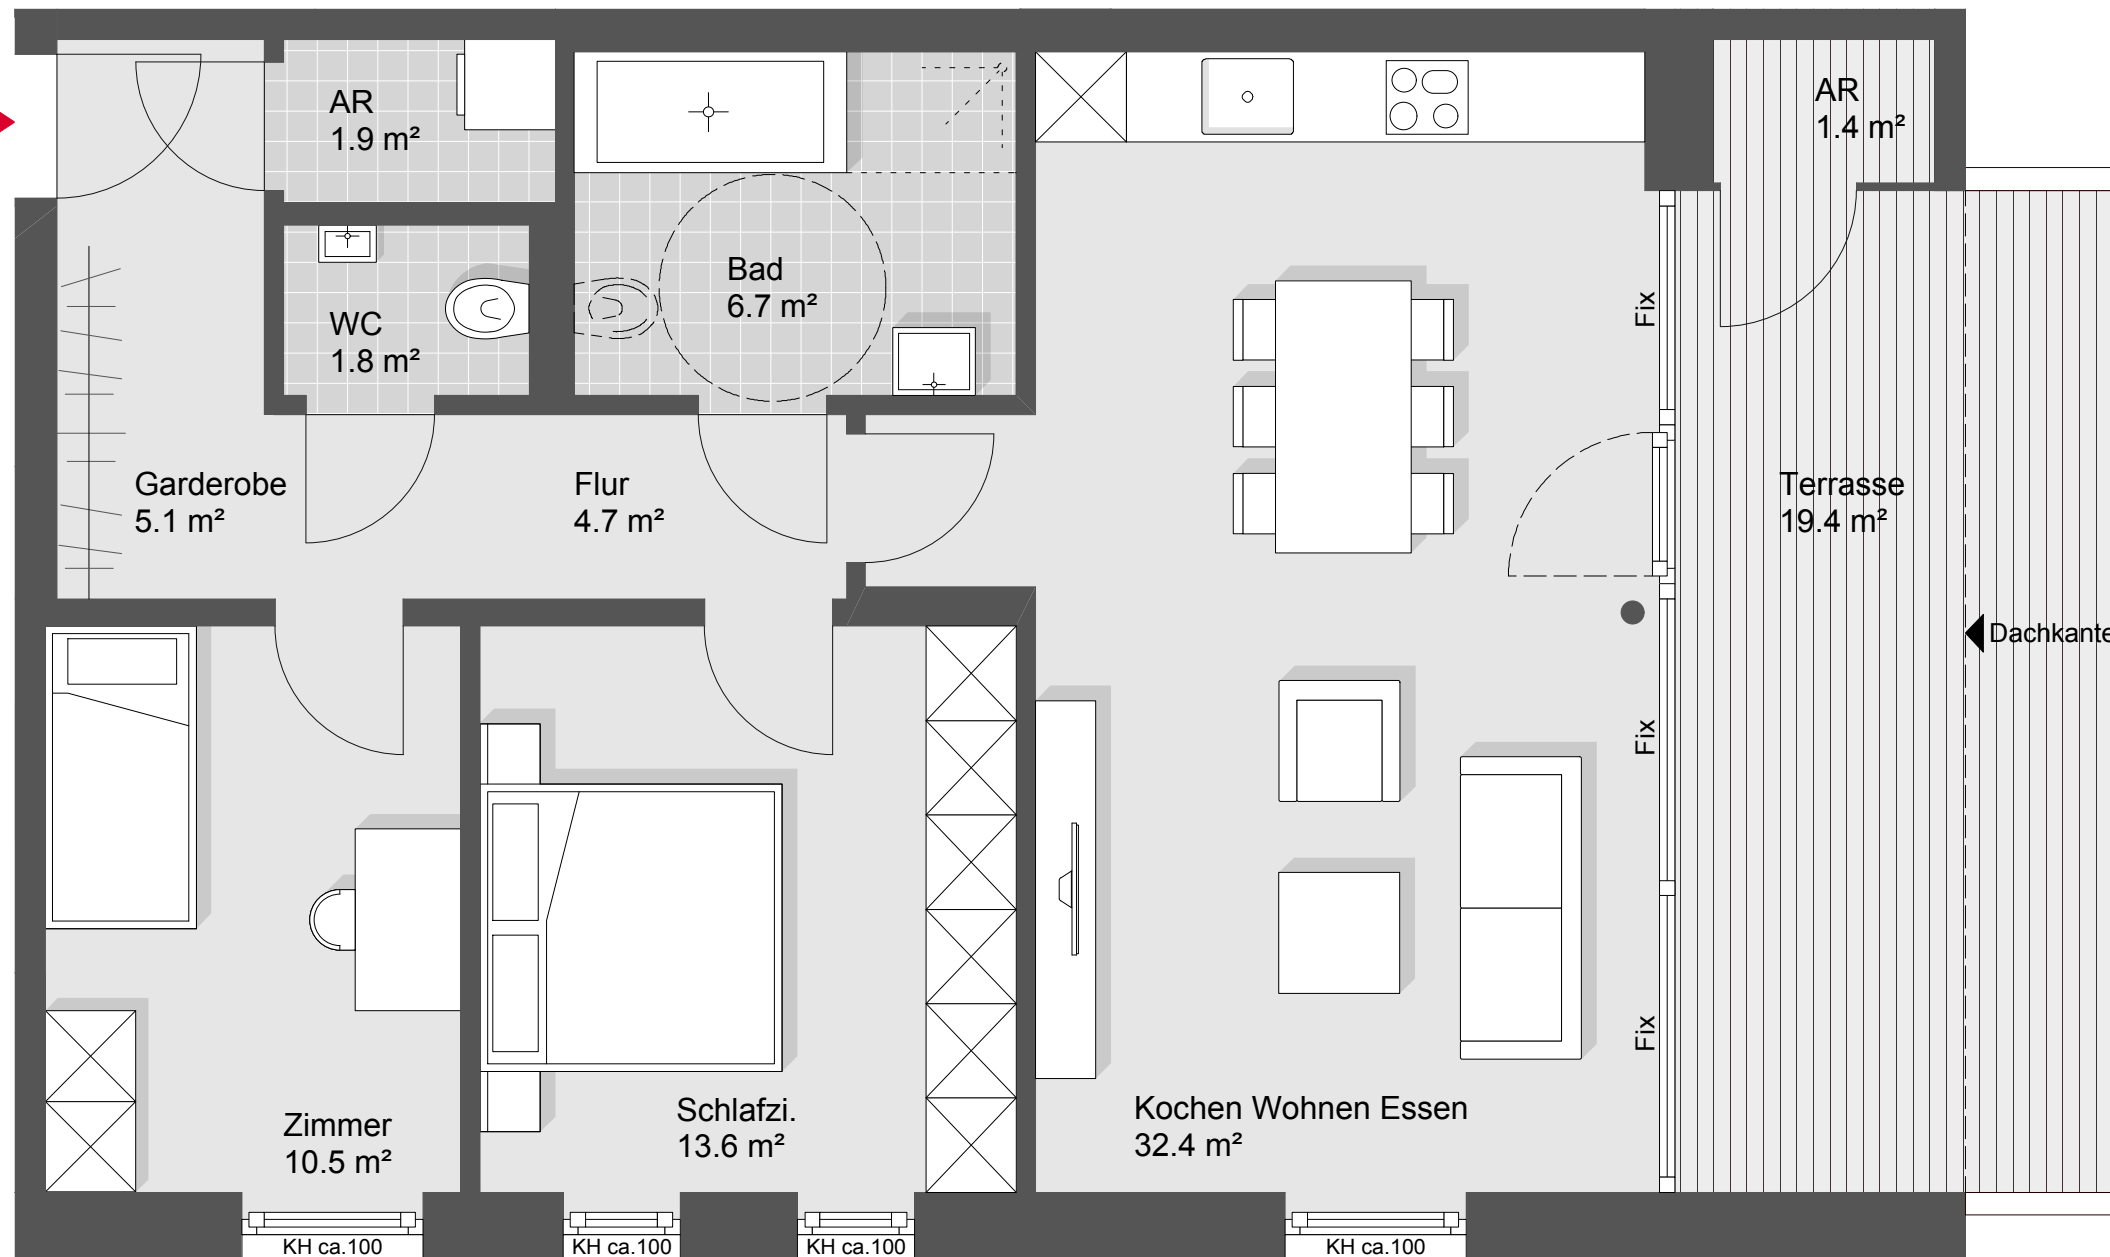 AR
1.9 m²
AR
1.4 m²
Bad
6.7 m²
WC
1.8 m²
Fix
Garderobe
5.1 m²
Flur
4.7 m²
Terrasse
19.4 m²
Dachkante
Fix
Fix
Zimmer
10.5 m²
Schlafzi.
13.6 m²
Kochen Wohnen Essen
32.4 m²
KH ca.100
KH ca.100
KH ca.100
KH ca.100